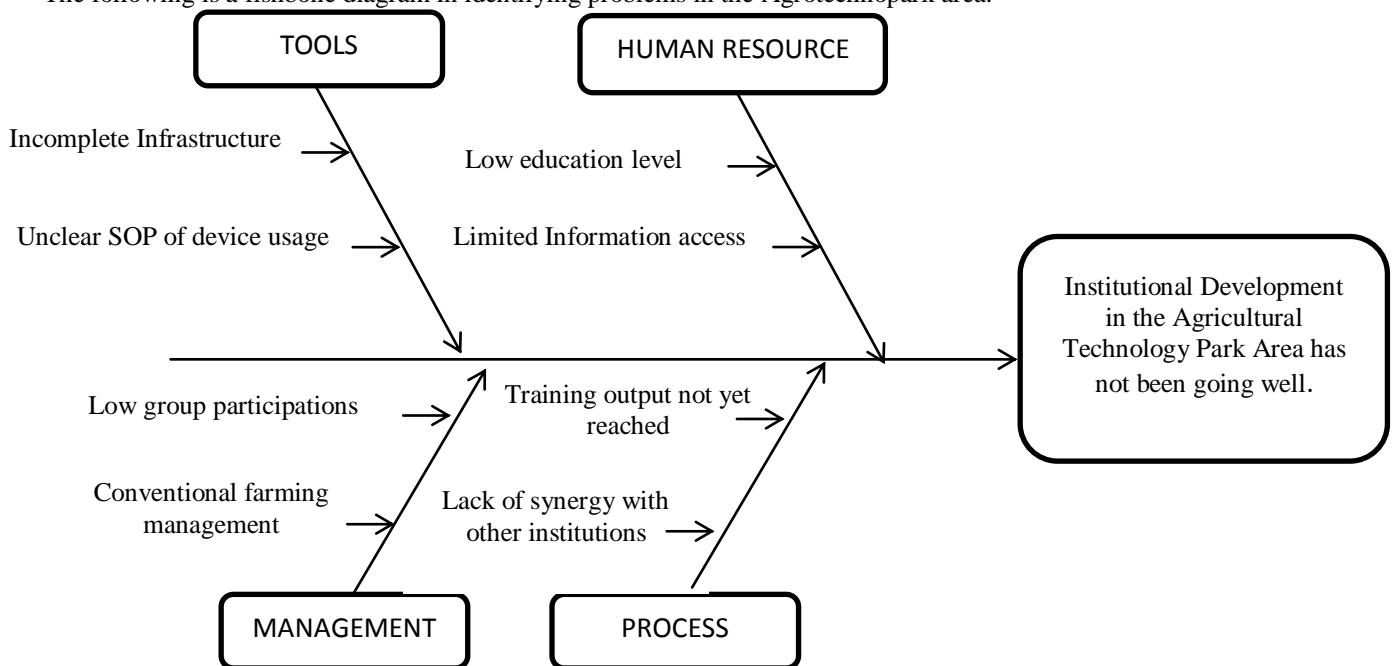 The following is a fishbone diagram in identifying problems in the Agrotechnopark area.
TOOLS
HUMAN RESOURCE
Incomplete Infrastructure
Low education level
Unclear SOP of device usage
Limited Information access
Institutional Development
in the Agricultural
Technology Park Area has
not been going well.
Low group participations
Training output not yet
reached
Conventional farming
management
Lack of synergy with
other institutions
MANAGEMENT
PROCESS